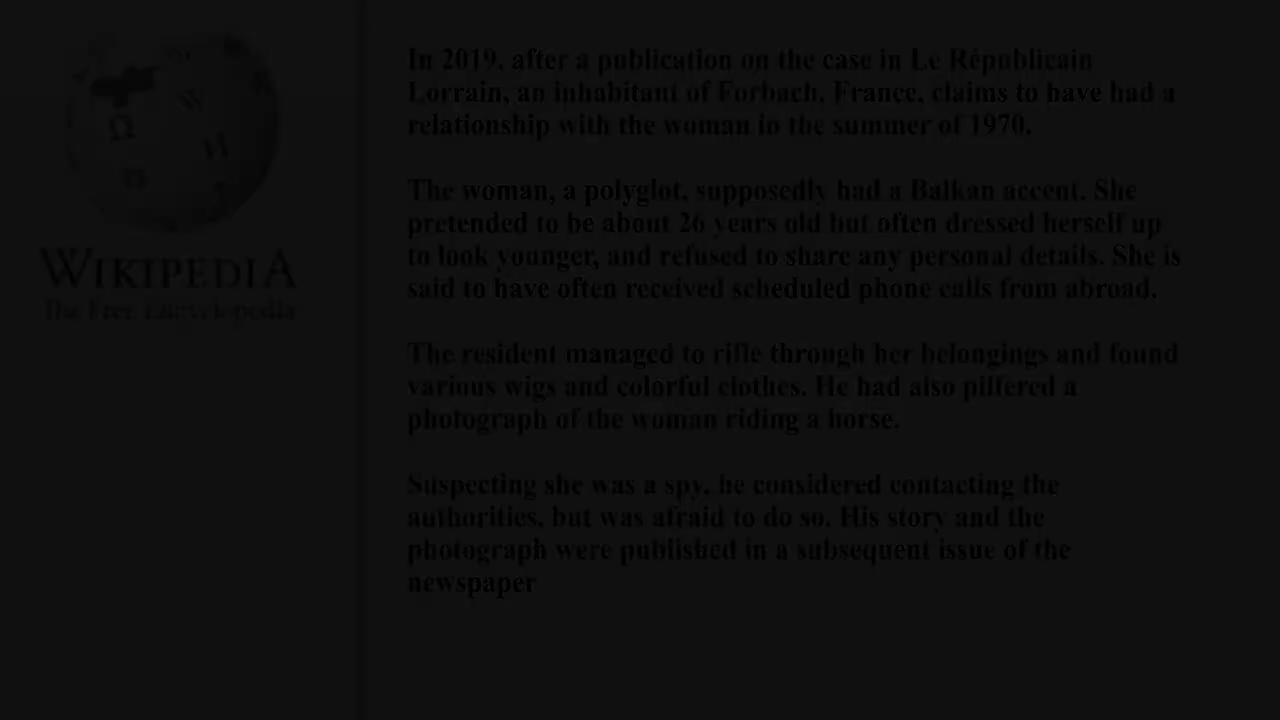 Ω
W
И
WIKIPEDIA
The Free Encyclopedia
In 2019, after a publication on the case in Le Républicain
Lorrain, an inhabitant of Forbach, France, claims to have had a
relationship with the woman in the summer of 1970.
The woman, a polyglot, supposedly had a Balkan accent. She
pretended to be about 26 years old but often dressed herself up
to look younger, and refused to share any personal details. She is
said to have often received scheduled phone calls from abroad.
The resident managed to rifle through her belongings and found
various wigs and colorful clothes. He had also pilfered a
photograph of the woman riding a horse.
Suspecting she was a spy, he considered contacting the
authorities, but was afraid to do so. His story and the
photograph were published in a subsequent issue of the
newspaper